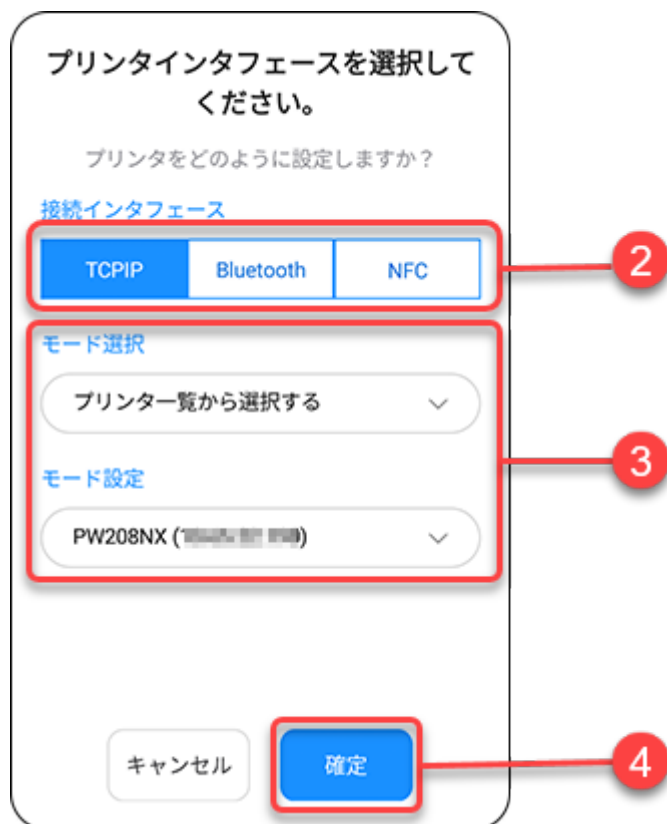 プリンタインタフェースを選択して
ください。
プリンタをどのように設定しますか？
接続インタフェース
TCPIP Bluetooth NFC
2
モード選択
プリンタ一覧から選択する
3
モード設定
PW208NX ( )
キャンセル 確定
4